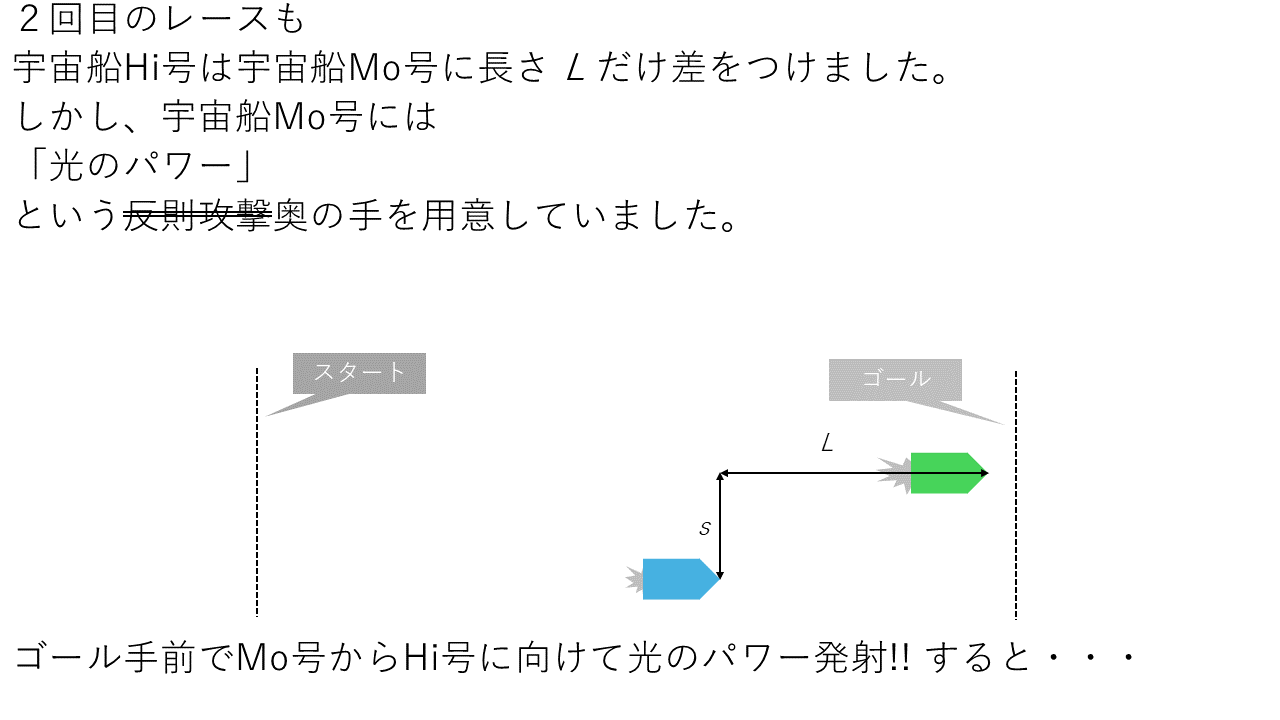 ２回目のレースも
宇宙船Hi号は宇宙船Mo号に長さ L だけ差をつけました。
しかし、宇宙船Mo号には
「光のパワー」
という反則攻撃奥の手を用意していました。
スタート
ゴール
L
s
ゴール手前でMo号からHi号に向けて光のパワー発射!! すると・・・